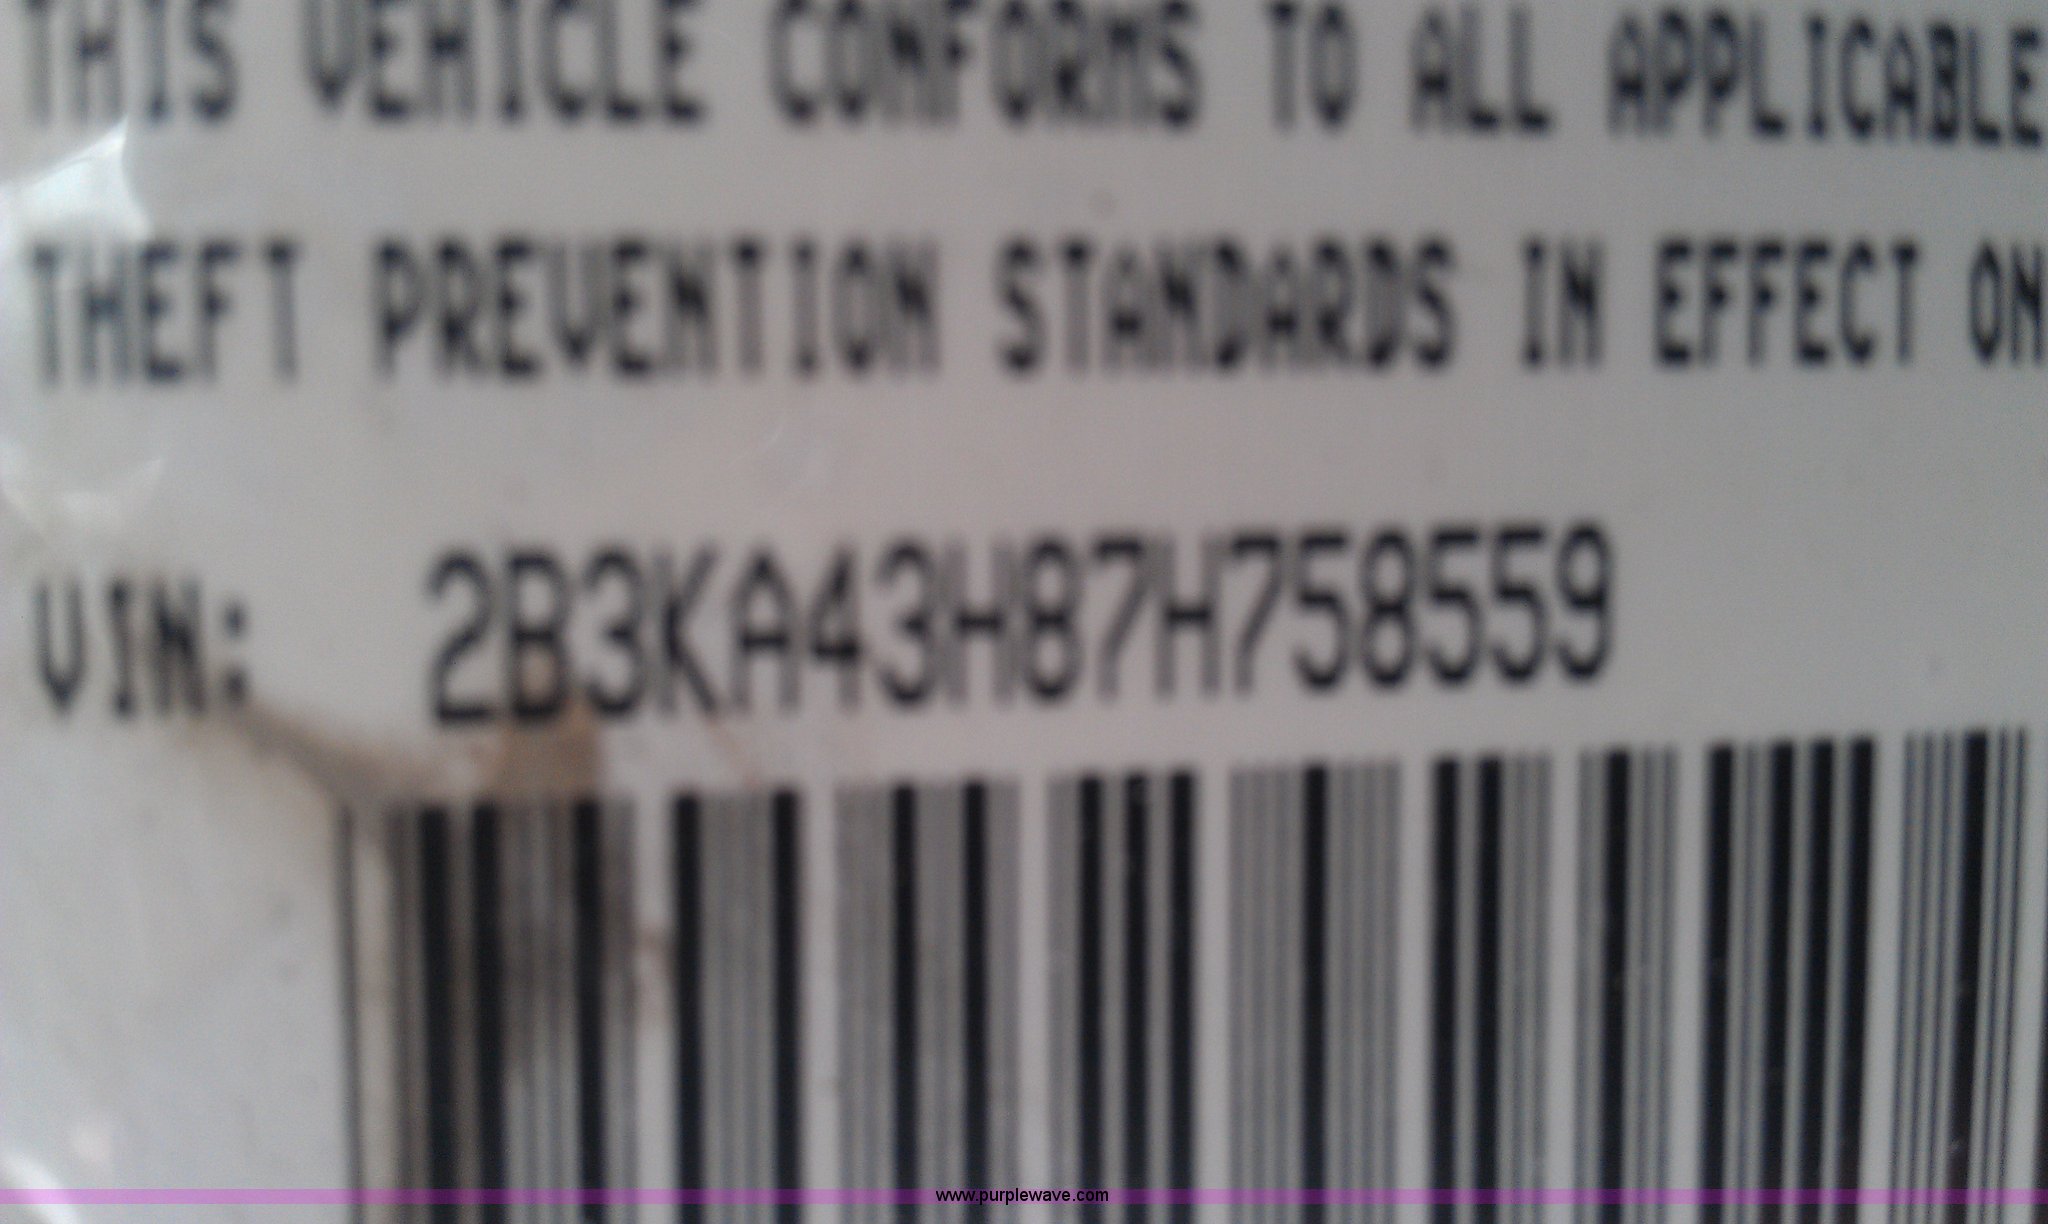 THIS VEHICLE CONFORMS TO ALL APPLICABLE
THEFT PREVENTION STANDARDS IN EFFECT ON
VIN: 2B3KA43H87H758559
www.purplewave.com